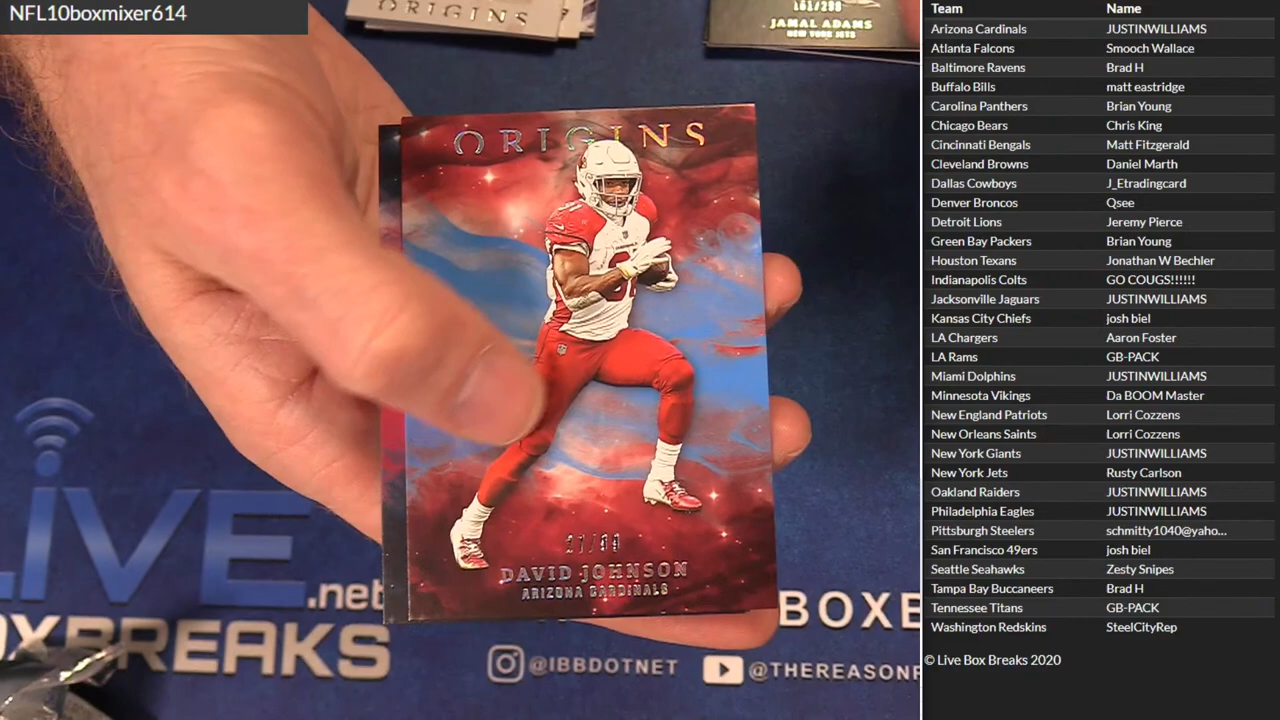 NFL10boxmixer614
ORIGINS
161/299
JAMAL ADAMS
NEW YORK JETS
ORIGINS
DAVID JOHNSON
ARIZONA CARDINALS
LIVE
.net
BOXB
OXBREAKS
@IBBDOTNET
@THEREASONF
Team Name
Arizona Cardinals JUSTINWILLIAMS
Atlanta Falcons Smooch Wallace
Baltimore Ravens Brad H
Buffalo Bills matt eastridge
Carolina Panthers Brian Young
Chicago Bears Chris King
Cincinnati Bengals Matt Fitzgerald
Cleveland Browns Daniel Marth
Dallas Cowboys J_Etradingcard
Denver Broncos Qsee
Detroit Lions Jeremy Pierce
Green Bay Packers Brian Young
Houston Texans Jonathan W Bechler
Indianapolis Colts GO COUGS!!!!!!
Jacksonville Jaguars JUSTINWILLIAMS
Kansas City Chiefs josh biel
LA Chargers Aaron Foster
LA Rams GB-PACK
Miami Dolphins JUSTINWILLIAMS
Minnesota Vikings Da BOOM Master
New England Patriots Lorri Cozzens
New Orleans Saints Lorri Cozzens
New York Giants JUSTINWILLIAMS
New York Jets Rusty Carlson
Oakland Raiders JUSTINWILLIAMS
Philadelphia Eagles JUSTINWILLIAMS
Pittsburgh Steelers schmitty1040@yaho...
San Francisco 49ers josh biel
Seattle Seahawks Zesty Snipes
Tampa Bay Buccaneers Brad H
Tennessee Titans GB-PACK
Washington Redskins SteelCityRep
© Live Box Breaks 2020